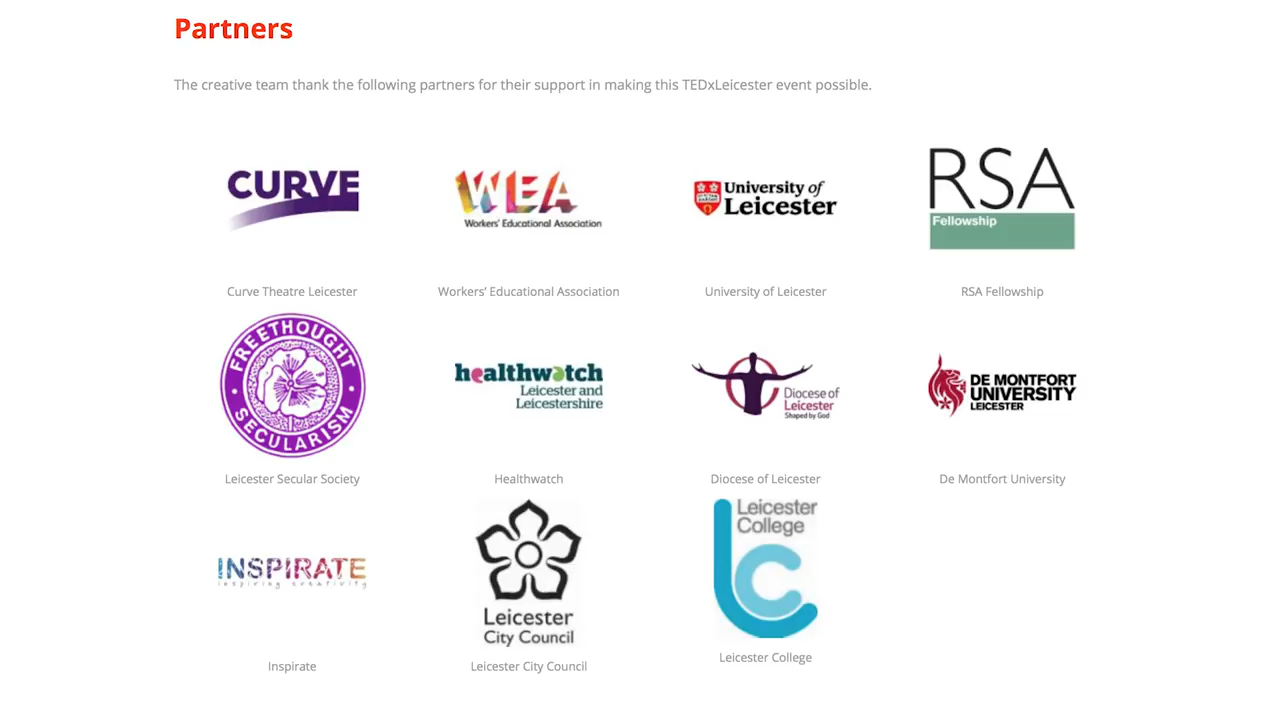 Partners
The creative team thank the following partners for their support in making this TEDxLeicester event possible.
CURVE
WEA
Workers' Educational Association
University of
Leicester
RSA
Fellowship
Curve Theatre Leicester
Workers’ Educational Association
University of Leicester
RSA Fellowship
FREETHOUGHT
SECULARISM
healthwatch
Leicester and
Leicestershire
Diocese of
Leicester
Shaped by God
DE MONTFORT
UNIVERSITY
LEICESTER
Leicester Secular Society
Healthwatch
Diocese of Leicester
De Montfort University
INSPIRATE
inspiring creativity
Leicester
City Council
Leicester
College
lc
Inspirate
Leicester City Council
Leicester College